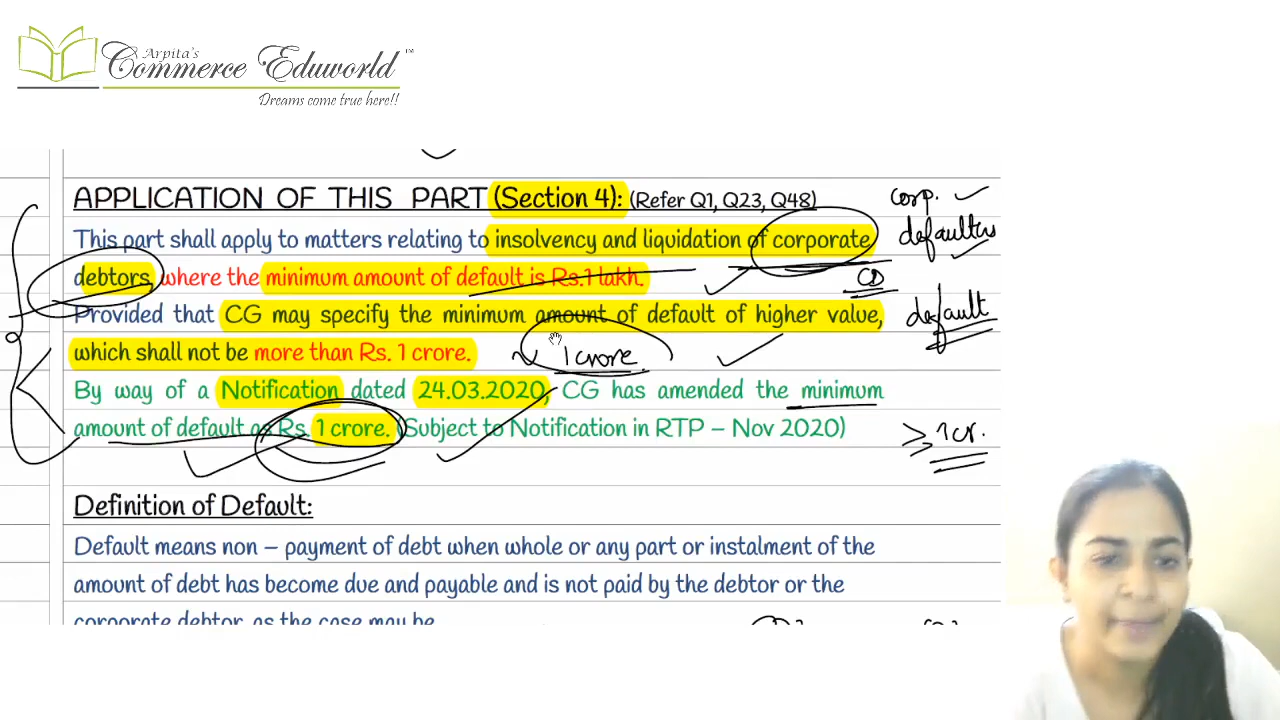 Arpita's
Commerce Eduworld ™
Dreams come true here!!
APPLICATION OF THIS PART (Section 4): (Refer Q1, Q23, Q48)
corp.
This part shall apply to matters relating to insolvency and liquidation of corporate
defaulters
debtors, where the minimum amount of default is Rs.1 lakh.
CD
Provided that CG may specify the minimum amount of default of higher value,
default
which shall not be more than Rs. 1 crore.
1 crore
By way of a Notification dated 24.03.2020, CG has amended the minimum
amount of default as Rs. 1 crore. (Subject to Notification in RTP – Nov 2020)
≥ 1 cr.
Definition of Default:
Default means non – payment of debt when whole or any part or instalment of the
amount of debt has become due and payable and is not paid by the debtor or the
corporate debtor, as the case may be